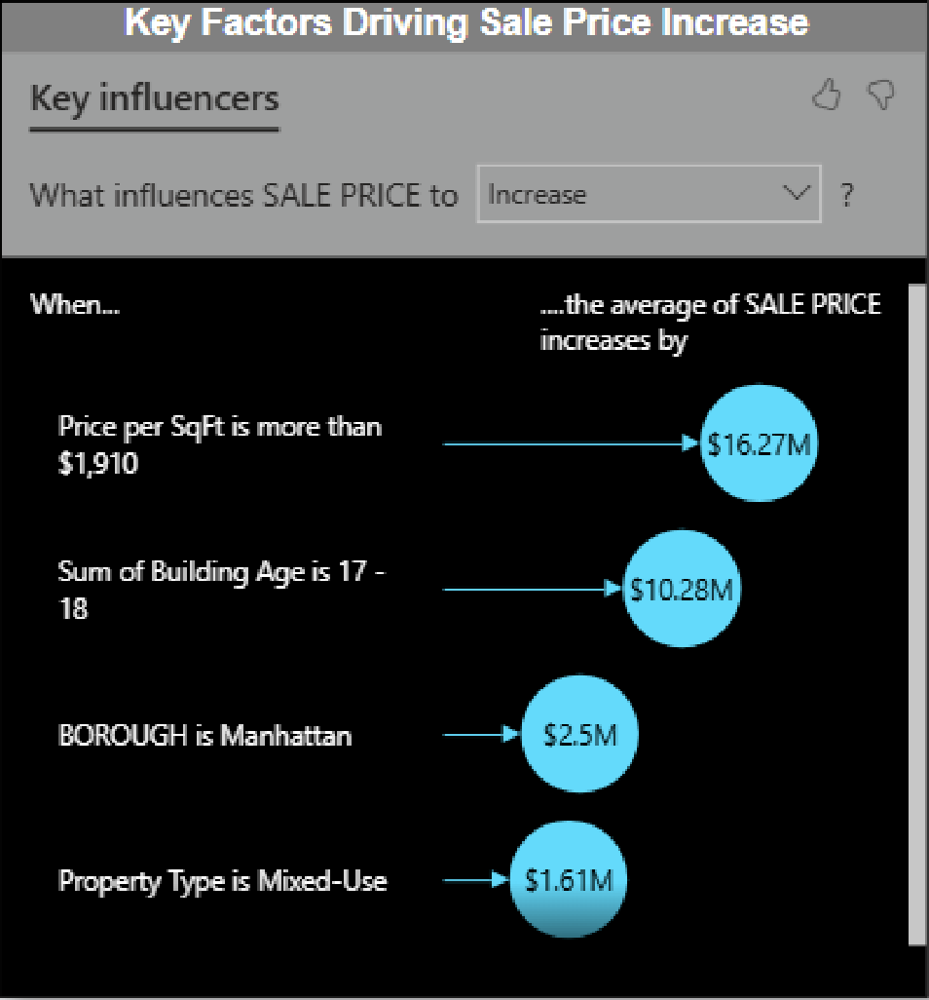 Key Factors Driving Sale Price Increase
Key influencers
What influences SALE PRICE to Increase ?
When...
....the average of SALE PRICE
increases by
Price per SqFt is more than
$1,910
$16.27M
Sum of Building Age is 17 -
18
$10.28M
BOROUGH is Manhattan
$2.5M
Property Type is Mixed-Use
$1.61M